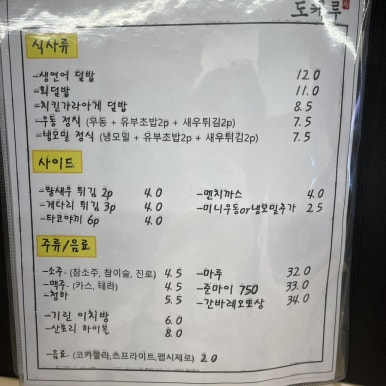 도쿠루
식사류
-생연어 덮밥 12.0
-회덮밥 11.0
-치킨가라아게 덮밥 8.5
-우동 정식 (우동 + 유부초밥2p + 새우튀김2p) 7.5
-냉모밀 정식 (냉모밀 + 유부초밥2p + 새우튀김2p) 7.5
사이드
-왕새우 튀김 2p 4.0 -멘치까스 4.0
-게다리 튀김 3p 4.0 -미니우동or냉모밀추가 2.5
-타코야끼 6p 4.0
주류/음료
-소주- (참소주, 참이슬, 진로) 4.5 -마루 32.0
-맥주- (카스, 테라) 4.5 -준마이 750 33.0
-청하 5.5 -간바레오또상 34.0
-기린 이치방 6.0
-산토리 하이볼 8.0
-음료- (코카콜라,스프라이트,펩시제로) 2.0